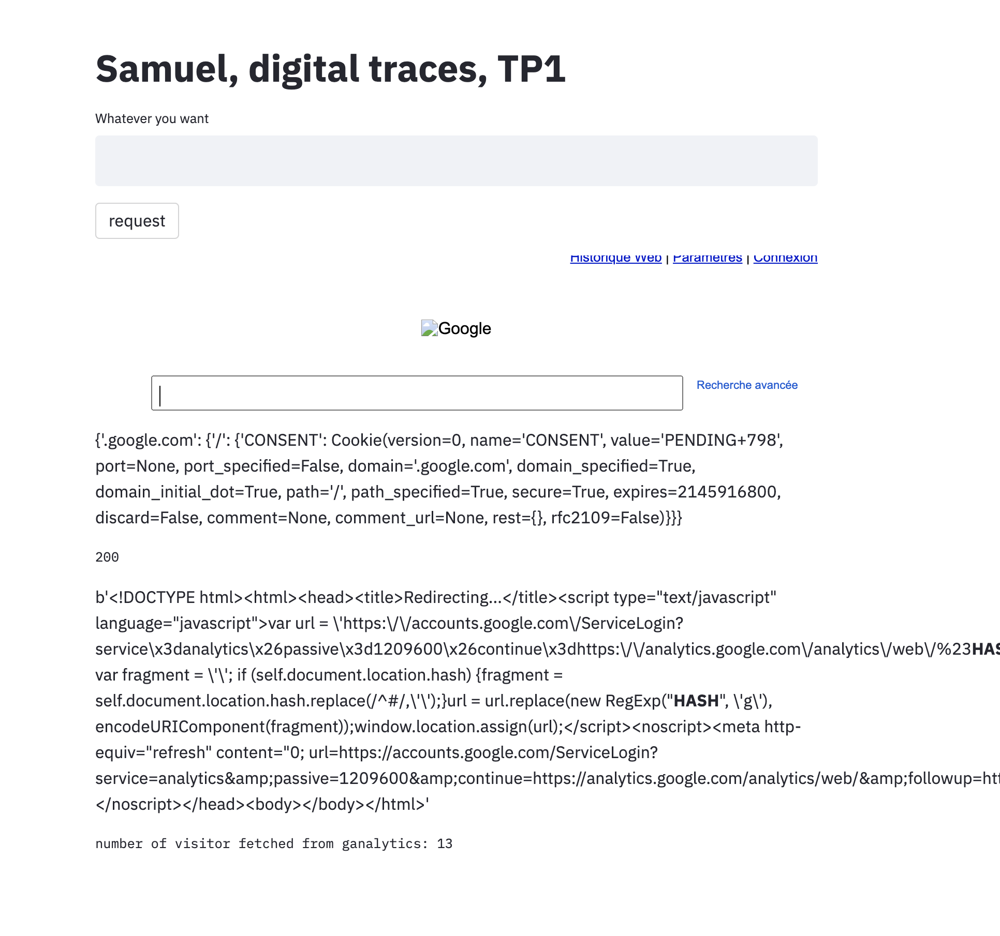 Samuel, digital traces, TP1
Whatever you want
request
Historique Web | Paramètres | Connexion
Google
Recherche avancée
{'.google.com': {'/': {'CONSENT': Cookie(version=0, name='CONSENT', value='PENDING+798',
port=None, port_specified=False, domain='.google.com', domain_specified=True,
domain_initial_dot=True, path='/', path_specified=True, secure=True, expires=2145916800,
discard=False, comment=None, comment_url=None, rest={}, rfc2109=False)}}}
200
b'<!DOCTYPE html><html><head><title>Redirecting...</title><script type="text/javascript"
language="javascript">var url = \'https:\/\/accounts.google.com\/ServiceLogin?
service\x3danalytics\x26passive\x3d1209600\x26continue\x3dhttps:\/\/analytics.google.com\/analytics\/web\/%23HAS
var fragment = \'\'; if (self.document.location.hash) {fragment =
self.document.location.hash.replace(/^#/,\'\');}url = url.replace(new RegExp("HASH", \'g\'),
encodeURIComponent(fragment));window.location.assign(url);</script><noscript><meta http-
equiv="refresh" content="0; url=https://accounts.google.com/ServiceLogin?
service=analytics&amp;passive=1209600&amp;continue=https://analytics.google.com/analytics/web/&amp;followup=htt
</noscript></head><body></body></html>'
number of visitor fetched from ganalytics: 13